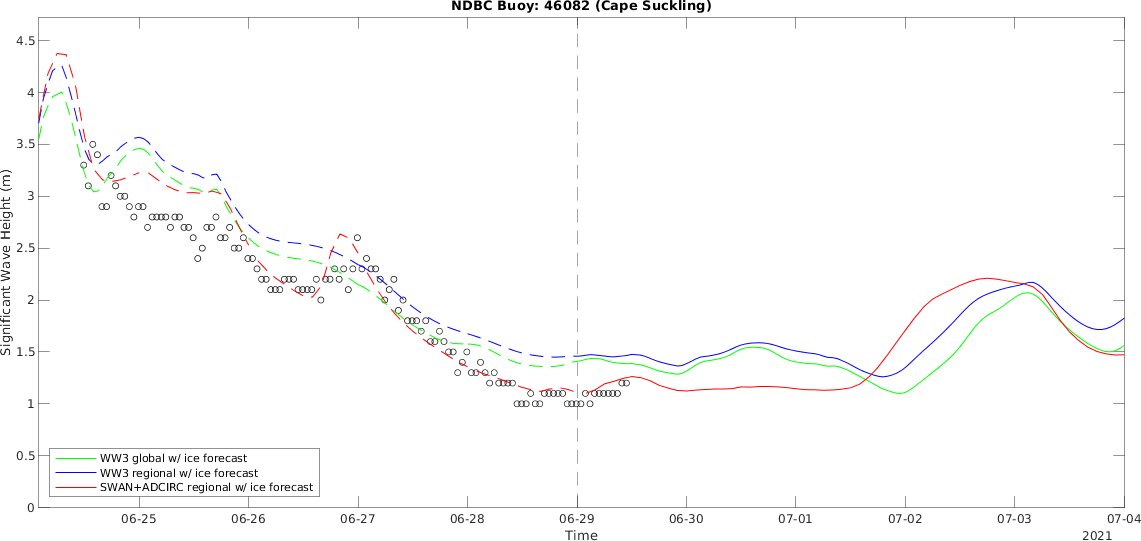 NDBC Buoy: 46082 (Cape Suckling)
4.5
4
3.5
3
2.5
2
1.5
1
0.5
0
Significant Wave Height (m)
WW3 global w/ ice forecast
WW3 regional w/ ice forecast
SWAN+ADCIRC regional w/ ice forecast
06-25 06-26 06-27 06-28 06-29 06-30 07-01 07-02 07-03 07-04
Time
2021